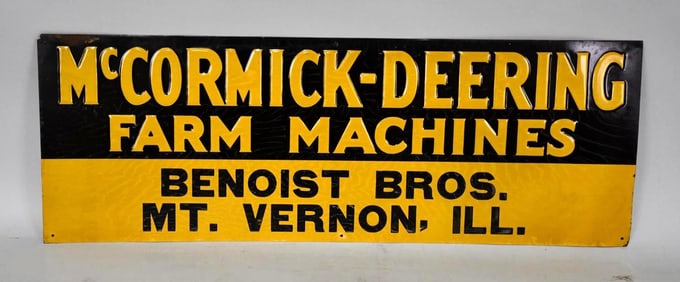 McCORMICK-DEERING
FARM MACHINES
BENOIST BROS.
MT. VERNON, ILL.